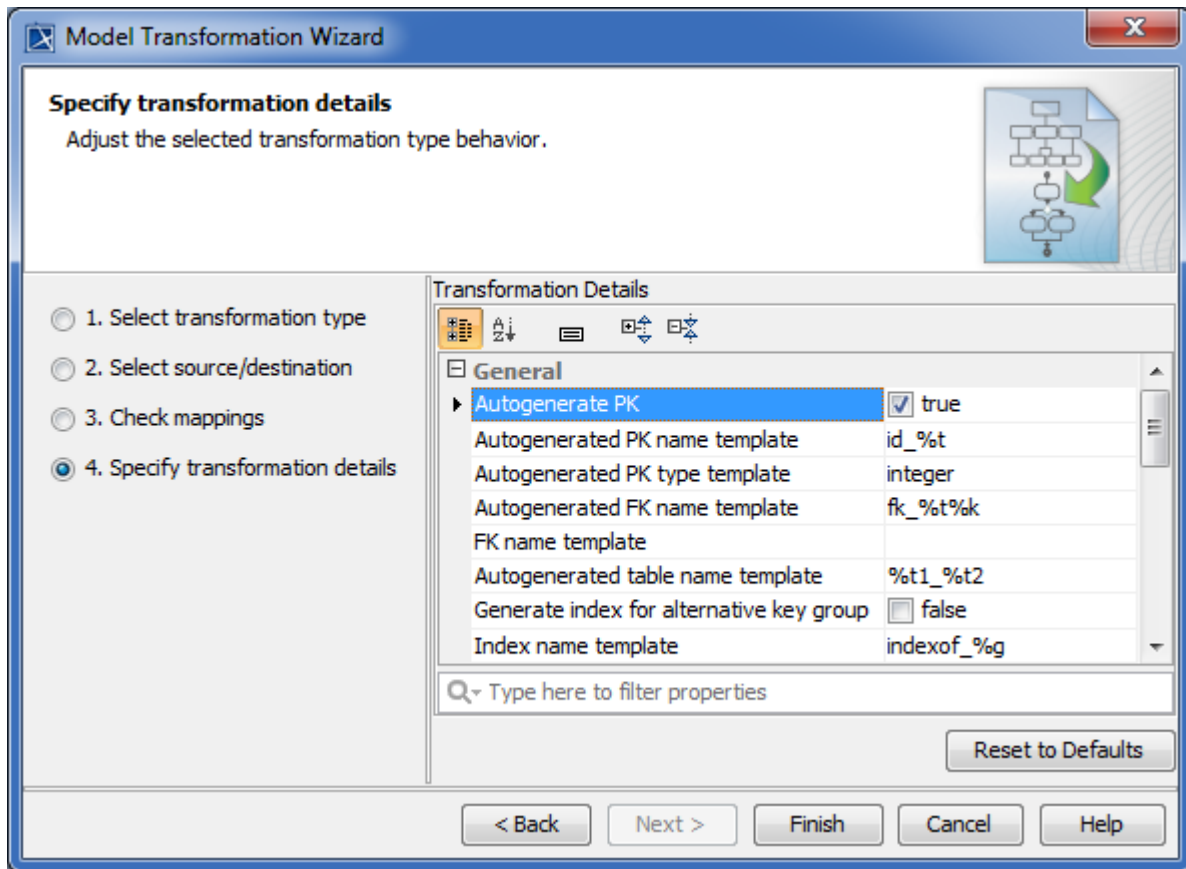 Model Transformation Wizard
Specify transformation details
Adjust the selected transformation type behavior.
1. Select transformation type
2. Select source/destination
3. Check mappings
4. Specify transformation details
Transformation Details
General
Autogenerate PK true
Autogenerated PK name template id_%t
Autogenerated PK type template integer
Autogenerated FK name template fk_%t%k
FK name template
Autogenerated table name template %t1_%t2
Generate index for alternative key group false
Index name template indexof_%g
Type here to filter properties
Reset to Defaults
< Back Next > Finish Cancel Help